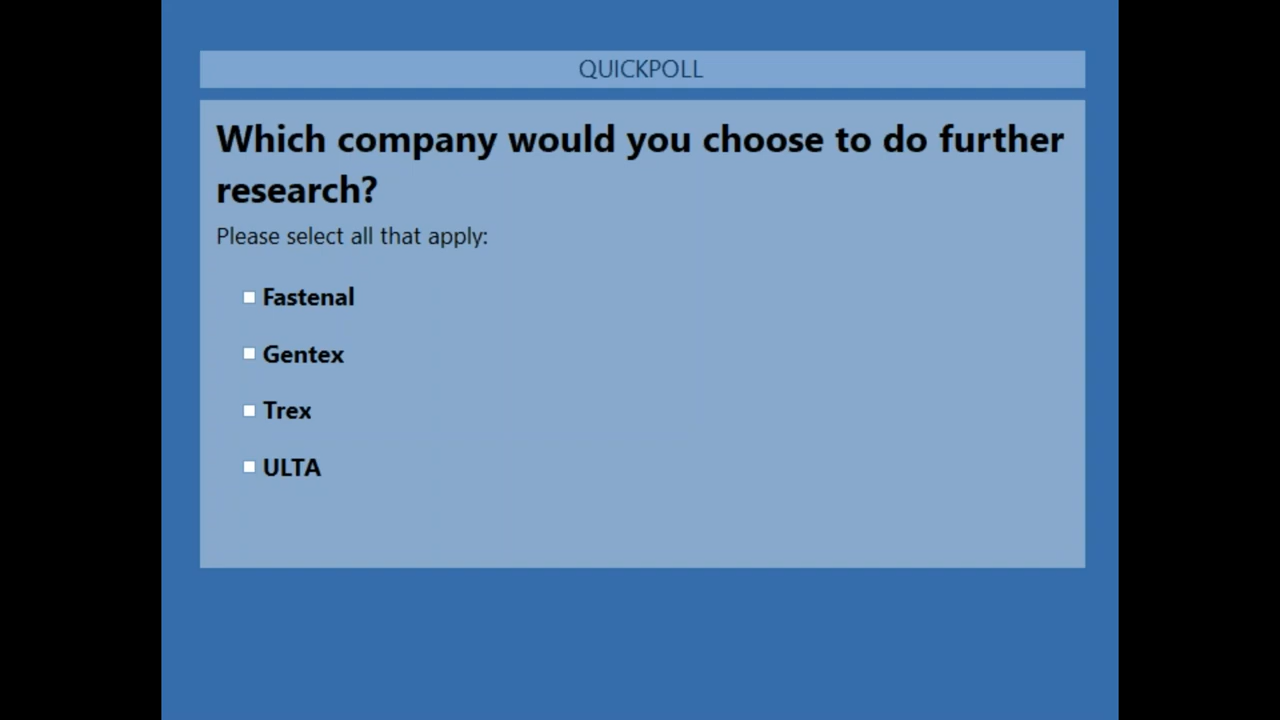 QUICKPOLL
Which company would you choose to do further
research?
Please select all that apply:
Fastenal
Gentex
Trex
ULTA